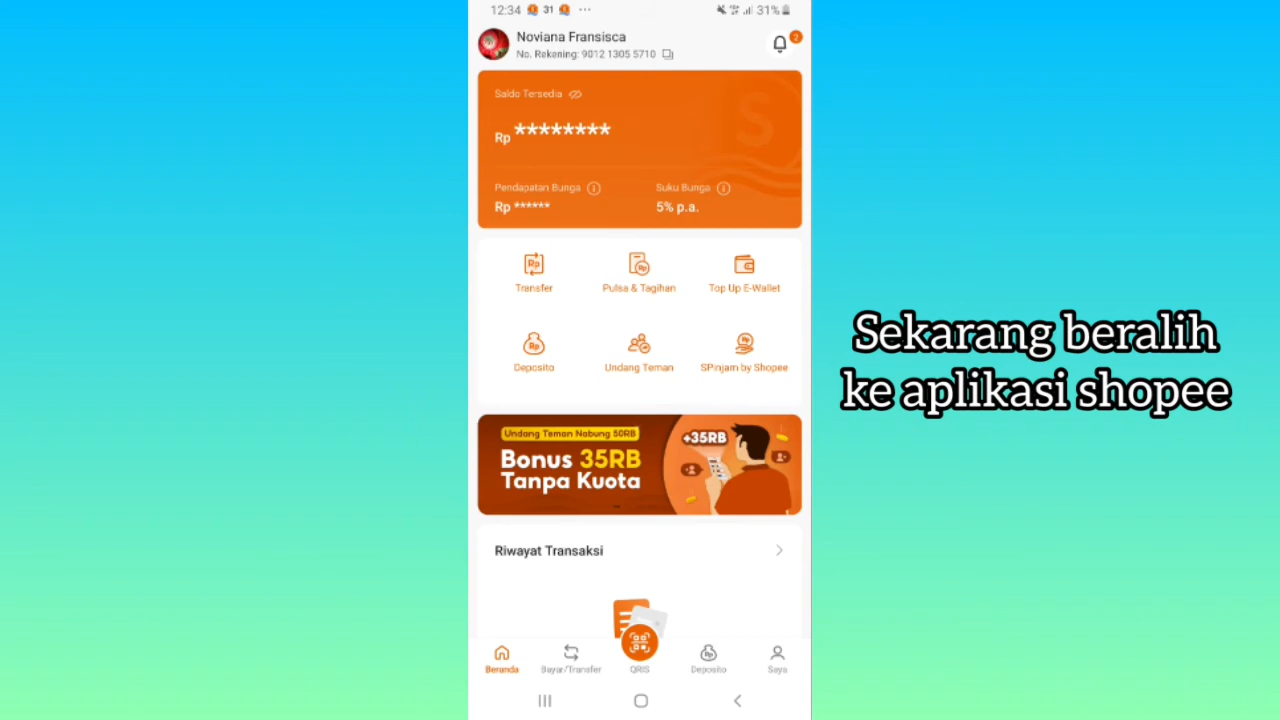 12:34 31 31%
Noviana Fransisca
No. Rekening: 9012 1305 5710
2
Saldo Tersedia
Rp ********
Pendapatan Bunga
Suku Bunga
Rp ******
5% p.a.
Transfer
Pulsa & Tagihan
Top Up E-Wallet
Deposito
Undang Teman
SPinjam by Shopee
Undang Teman Nabung 50RB
Bonus 35RB
Tanpa Kuota
+35RB
Riwayat Transaksi
Beranda
Bayar/Transfer
QRIS
Deposito
Saya
Sekarang beralih
ke aplikasi shopee